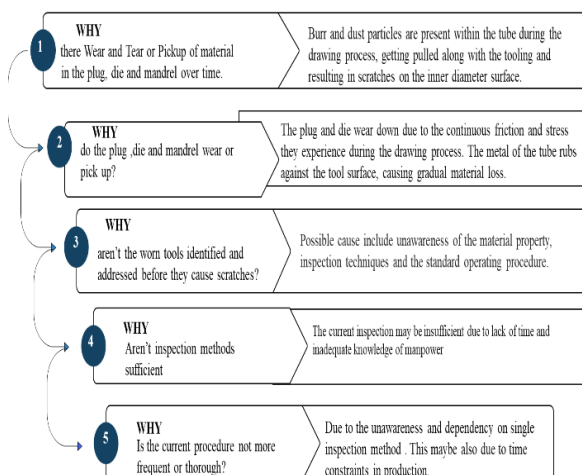 1
WHY
there Wear and Tear or Pickup of material
in the plug, die and mandrel over time.
Burr and dust particles are present within the tube during the
drawing process, getting pulled along with the tooling and
resulting in scratches on the inner diameter surface.
2
WHY
do the plug ,die and mandrel wear or
pick up?
The plug and die wear down due to the continuous friction and stress
they experience during the drawing process. The metal of the tube rubs
against the tool surface, causing gradual material loss.
3
WHY
aren't the worn tools identified and
addressed before they cause scratches?
Possible cause include unawareness of the material property,
inspection techniques and the standard operating procedure.
4
WHY
Aren't inspection methods
sufficient
The current inspection may be insufficient due to lack of time and
inadequate knowledge of manpower
5
WHY
Is the current procedure not more
frequent or thorough?
Due to the unawareness and dependency on single
inspection method . This maybe also due to time
constraints in production.